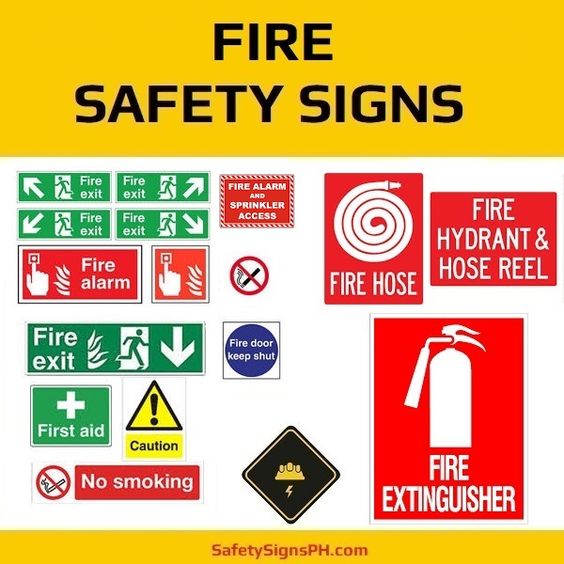 FIRE
SAFETY SIGNS
Fire
exit
Fire
exit
Fire
exit
Fire
exit
FIRE ALARM
AND
SPRINKLER
ACCESS
Fire
alarm
FIRE HOSE
FIRE
HYDRANT &
HOSE REEL
Fire
exit
Fire door
keep shut
First aid
Caution
No smoking
FIRE
EXTINGUISHER
SafetySignsPH.com